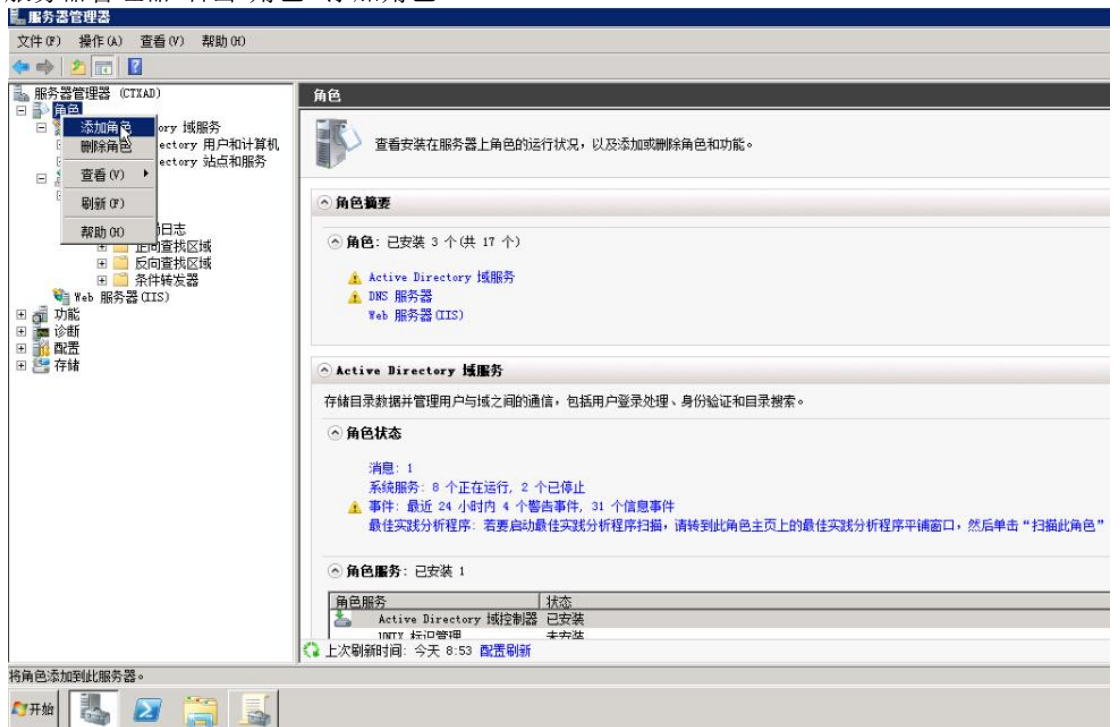 服务器管理器
文件(F) 操作(A) 查看(V) 帮助(H)
服务器管理器 (CTXAD)
角色
添加角色
删除角色
查看(V)
刷新(F)
帮助(H)
ory 域服务
ectory 用户和计算机
ectory 站点和服务
日志
正向查找区域
反向查找区域
条件转发器
Web 服务器(IIS)
功能
诊断
配置
存储
角色
查看安装在服务器上角色的运行状况，以及添加或删除角色和功能。
角色摘要
角色: 已安装 3 个(共 17 个)
Active Directory 域服务
DNS 服务器
Web 服务器(IIS)
Active Directory 域服务
存储目录数据并管理用户与域之间的通信，包括用户登录处理、身份验证和目录搜索。
角色状态
消息: 1
系统服务: 8 个正在运行, 2 个已停止
事件: 最近 24 小时内 4 个警告事件, 31 个信息事件
最佳实践分析程序: 若要启动最佳实践分析程序扫描，请转到此角色主页上的最佳实践分析程序平铺窗口，然后单击“扫描此角色”
角色服务: 已安装 1
角色服务 状态
Active Directory 域控制器 已安装
UNIX 标识管理 未安装
上次刷新时间: 今天 8:53 配置刷新
将角色添加到此服务器。
开始